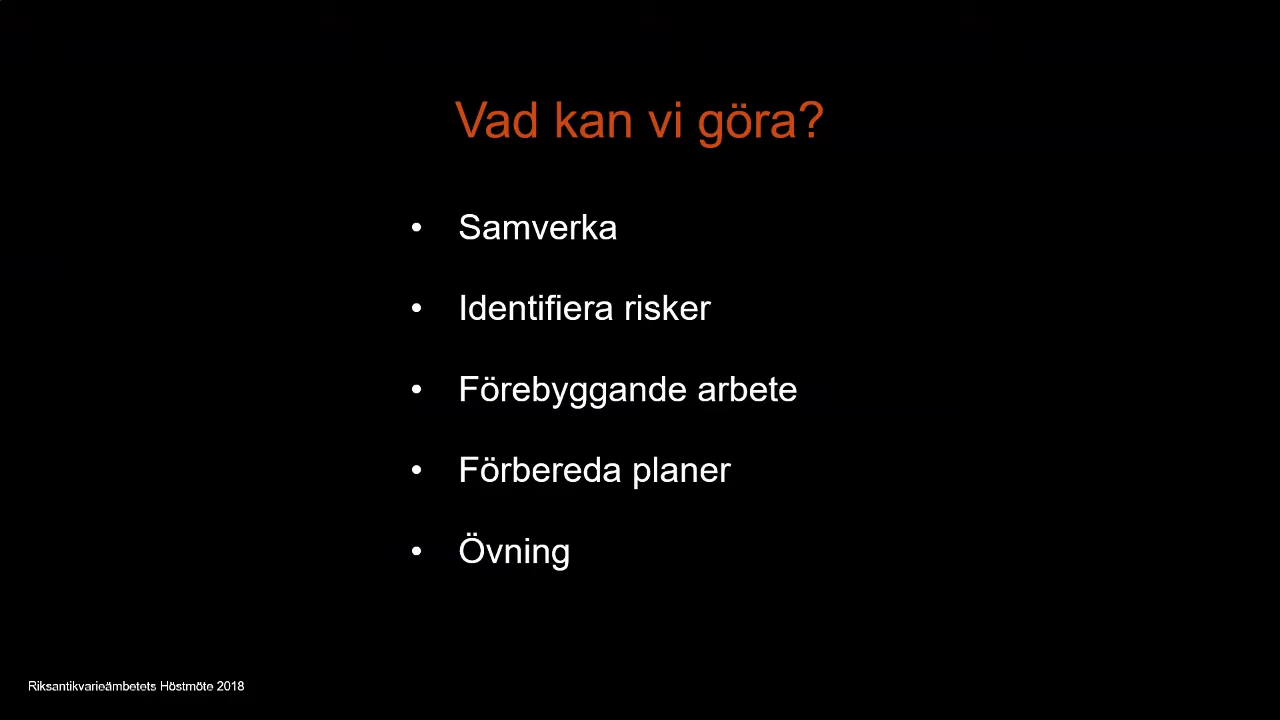 Vad kan vi göra?
• Samverka
• Identifiera risker
• Förebyggande arbete
• Förbereda planer
• Övning
Riksantikvarieämbetets Höstmöte 2018